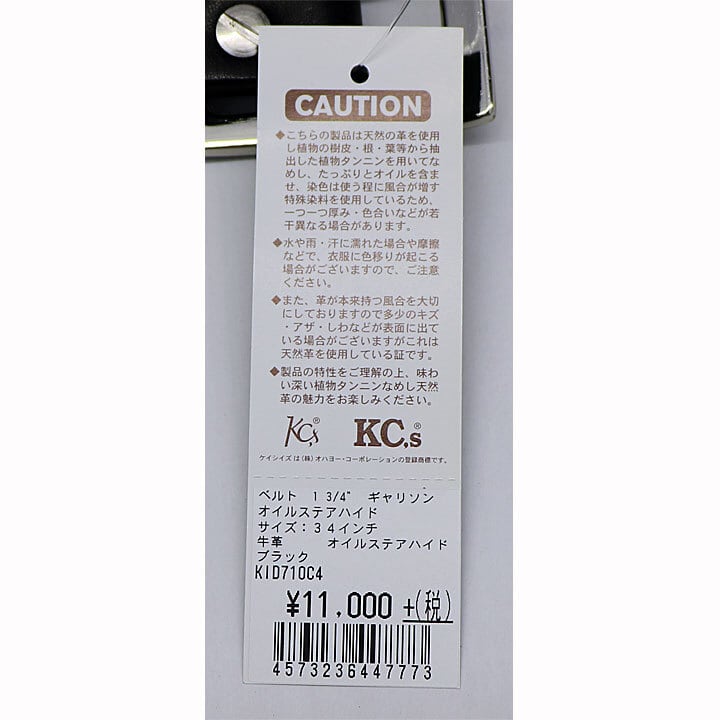 CAUTION
◆こちらの製品は天然の革を使用
し植物の樹皮・根・葉等から抽
出した植物タンニンを用いてな
めし、たっぷりとオイルを含ま
せ、染色は使う程に風合が増す
特殊染料を使用しているため、
一つ一つ厚み・色合いなどが若
干異なる場合があります。
◆水や雨・汗に濡れた場合や摩擦
などで、衣服に色移りが起こる
場合がございますので、ご注意
ください。
◆また、革が本来持つ風合を大切
にしておりますので多少のキズ
・アザ・しわなどが表面に出て
いる場合がございますがこれは
天然革を使用している証です。
◆製品の特性をご理解の上、味わ
い深い植物タンニンなめし天然
革の魅力をお楽しみください。
KC,s® KC,s®
ケイシイズ は (株) オハヨー・コーポレーションの登録商標です。
ベルト 1 3/4" ギャリソン
オイルステアハイド
サイズ:34インチ
牛革 オイルステアハイド
ブラック
KID710C4
¥11,000 +(税)
4573236447773